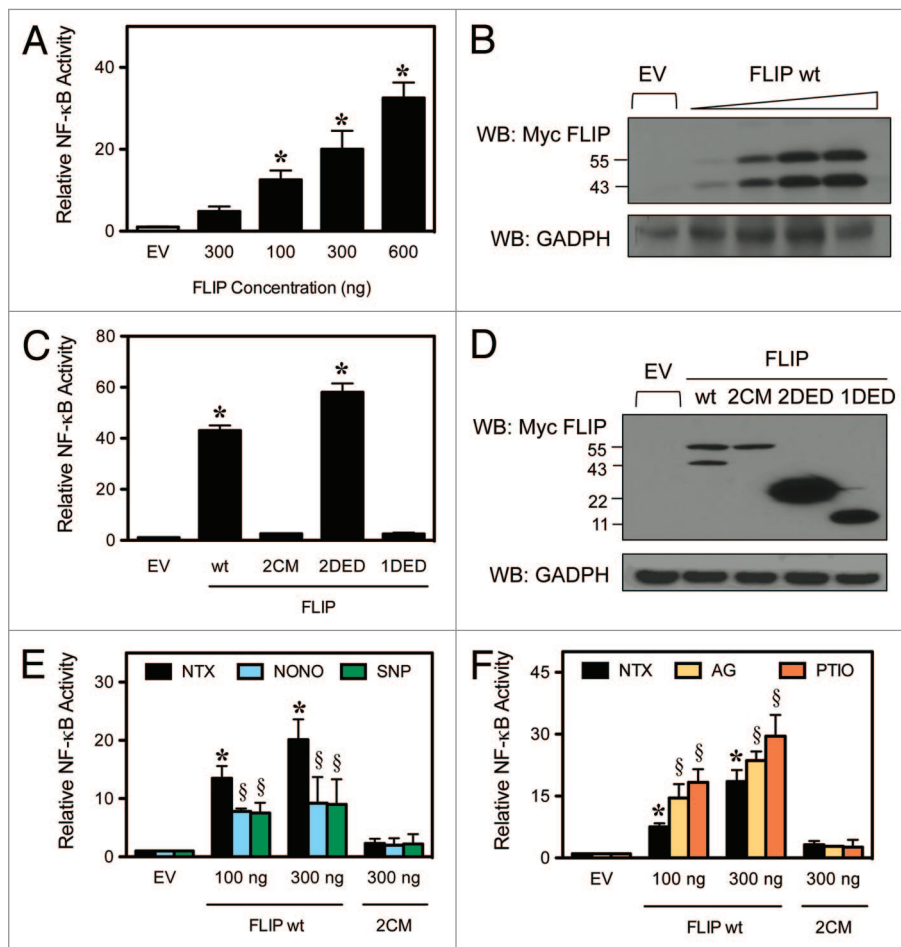 A
Relative NF-κB Activity
40
20
0
*
*
*
EV 300 100 300 600
FLIP Concentration (ng)
B
EV FLIP wt
WB: Myc FLIP
55
43
WB: GADPH
C
Relative NF-κB Activity
80
60
40
20
0
*
*
EV wt 2CM 2DED 1DED
FLIP
D
FLIP
EV wt 2CM 2DED 1DED
WB: Myc FLIP
55
43
22
11
WB: GADPH
E
Relative NF-κB Activity
30
20
10
0
NTX NONO SNP
* § § * § §
EV 100 ng 300 ng 300 ng
FLIP wt 2CM
F
Relative NF-κB Activity
45
30
15
0
NTX AG PTIO
* § § * § §
EV 100 ng 300 ng 300 ng
FLIP wt 2CM